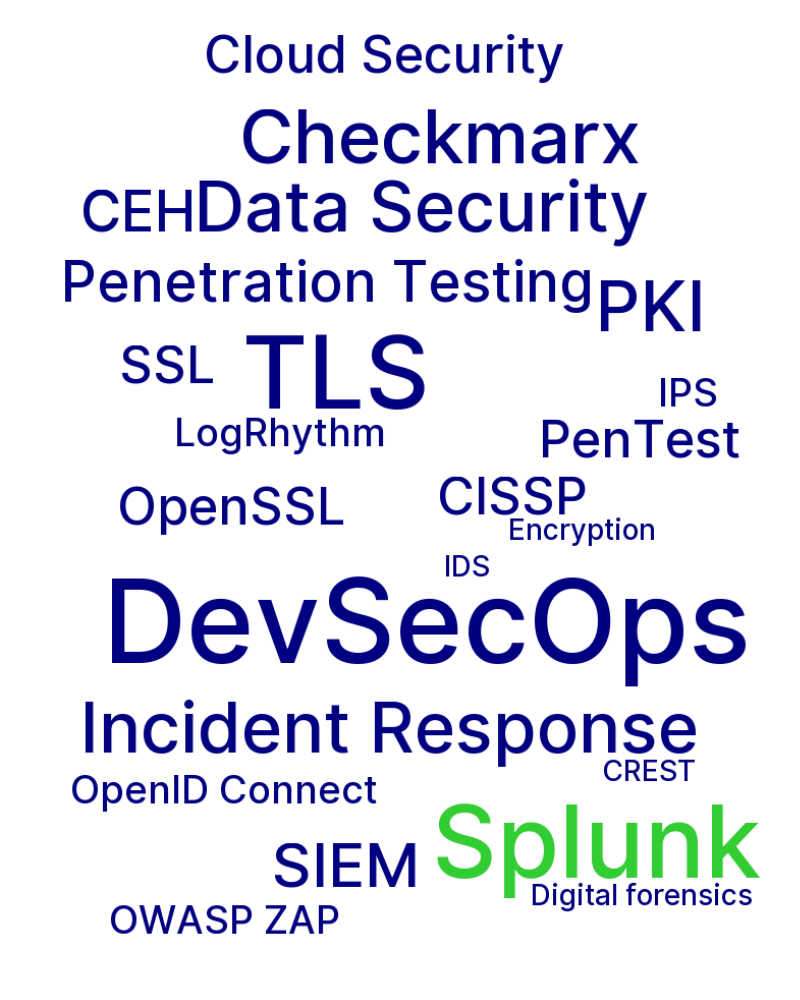 Cloud Security
Checkmarx
CEH
Data Security
Penetration Testing
PKI
SSL
TLS
IPS
LogRhythm
PenTest
OpenSSL
CISSP
Encryption
IDS
DevSecOps
Incident Response
CREST
OpenID Connect
Splunk
SIEM
Digital forensics
OWASP ZAP